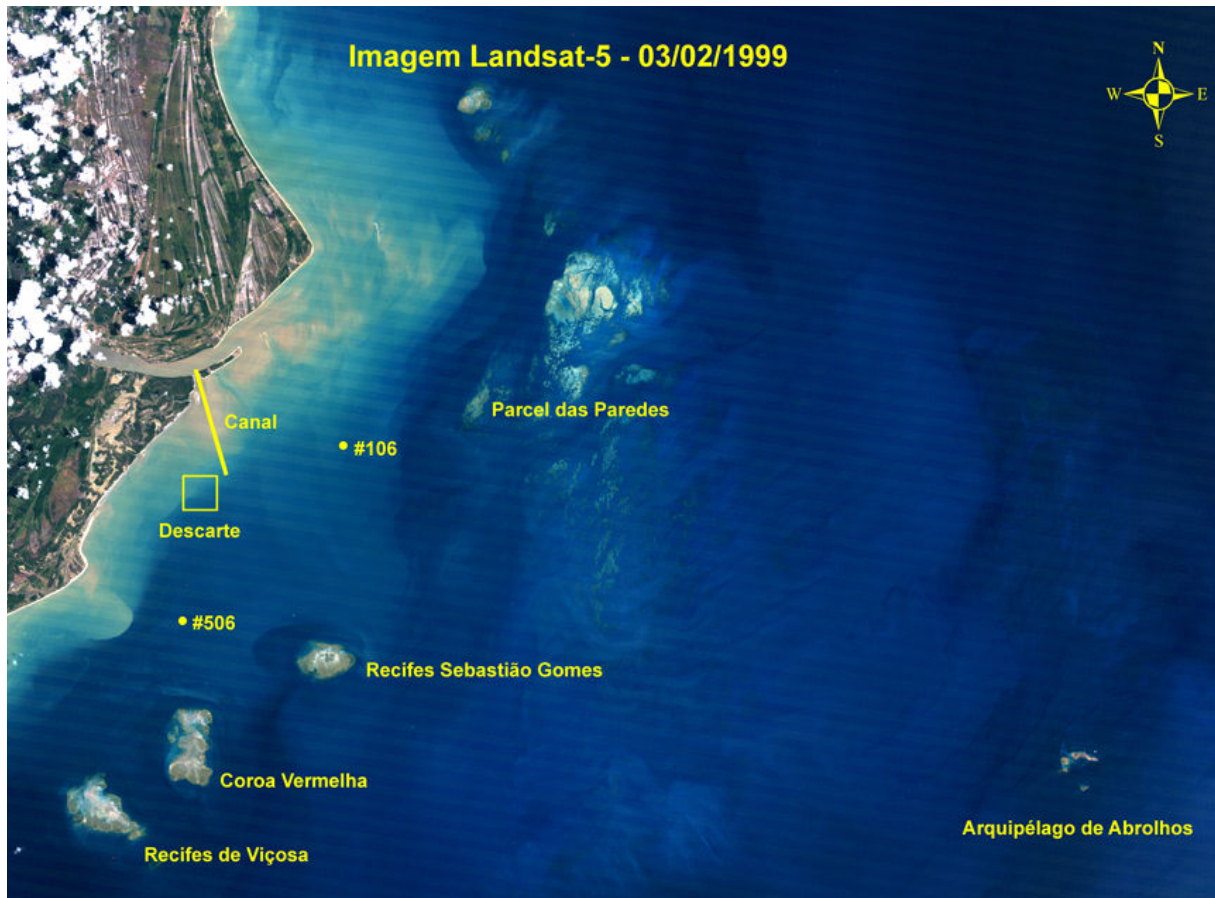 Imagem Landsat-5 - 03/02/1999
N
W E
S
Parcel das Paredes
Canal
#106
Descarte
#506
Recifes Sebastião Gomes
Coroa Vermelha
Arquipélago de Abrolhos
Recifes de Viçosa